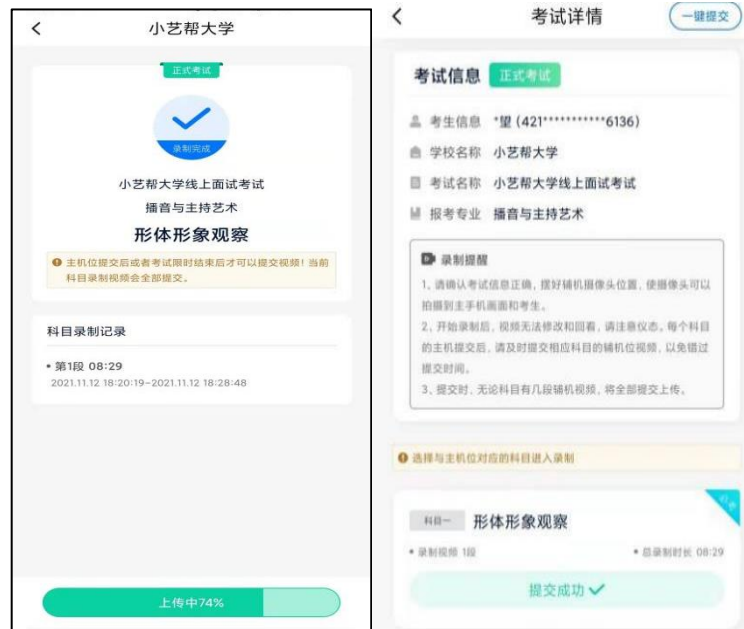 小艺帮大学
正式考试
录制完成
小艺帮大学线上面试考试
播音与主持艺术
形体形象观察
主机位提交后或者考试限时结束后才可以提交视频！当前
科目录制视频会全部提交。
科目录制记录
• 第1段 08:29
2021.11.12 18:20:19~2021.11.12 18:28:48
上传中74%
考试详情
一键提交
考试信息 正式考试
考生信息 *望 (421***********6136)
学校名称 小艺帮大学
考试名称 小艺帮大学线上面试考试
报考专业 播音与主持艺术
录制提醒
1、请确认考试信息正确，摆好辅机摄像头位置，使摄像头可以
拍摄到主手机画面和考生。
2、开始录制后，视频无法修改和回看，请注意仪态。每个科目
的主机提交后，请及时提交相应科目的辅机位视频，以免错过
提交时间。
3、提交时，无论科目有几段辅机视频，将全部提交上传。
选择与主机位对应的科目进入录制
科目一 形体形象观察
• 录制视频 1段
• 总录制时长 08:29
提交成功